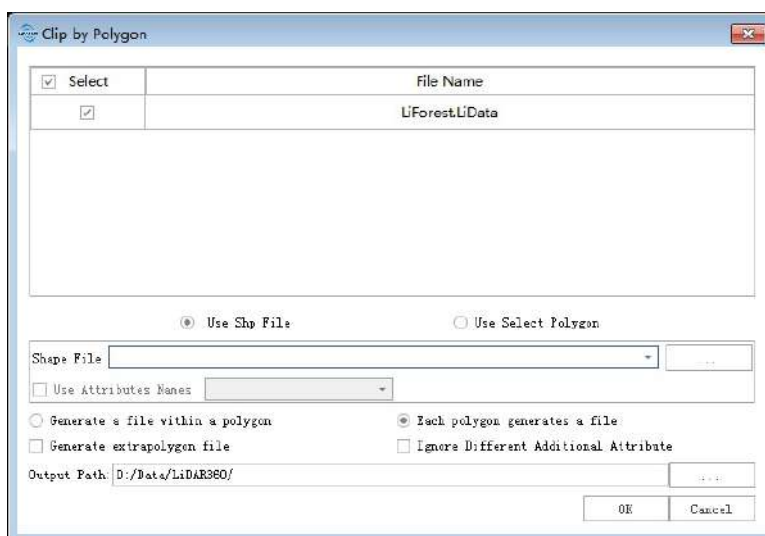 Clip by Polygon
Select File Name
LiForest.LiData
Use Shp File Use Select Polygon
Shape File ...
Use Attributes Names
Generate a file within a polygon Each polygon generates a file
Generate extrapolygon file Ignore Different Additional Attribute
Output Path: D:/Data/LiDAR360/ ...
OK Cancel